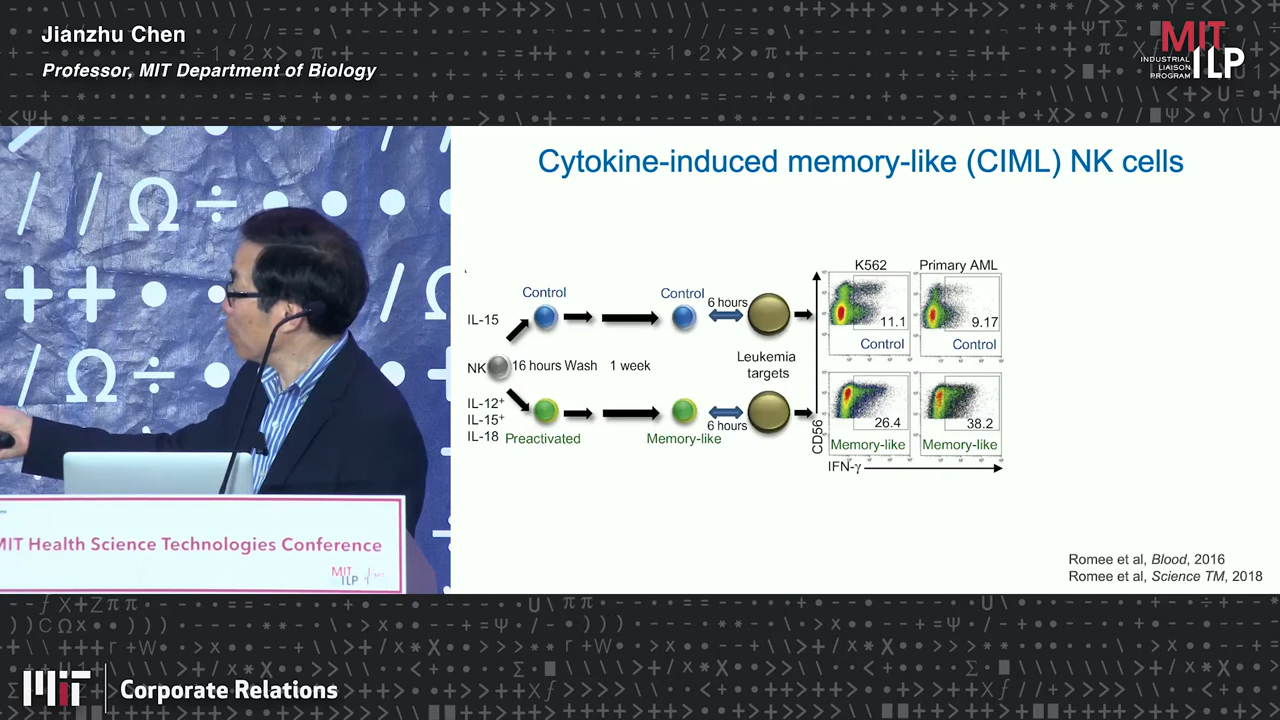 Jianzhu Chen
Professor, MIT Department of Biology
MIT
INDUSTRIAL
LIAISON
PROGRAM
ILP
Cytokine-induced memory-like (CIML) NK cells
K562
Primary AML
Control
Control
6 hours
IL-15
11.1
9.17
Control
Control
NK
16 hours Wash
1 week
Leukemia
targets
IL-12+
IL-15+
IL-18
Preactivated
Memory-like
6 hours
26.4
38.2
Memory-like
Memory-like
CD56
IFN-γ
MIT Health Science Technologies Conference
MIT
ILP
Romee et al, Blood, 2016
Romee et al, Science TM, 2018
MIT
Corporate Relations